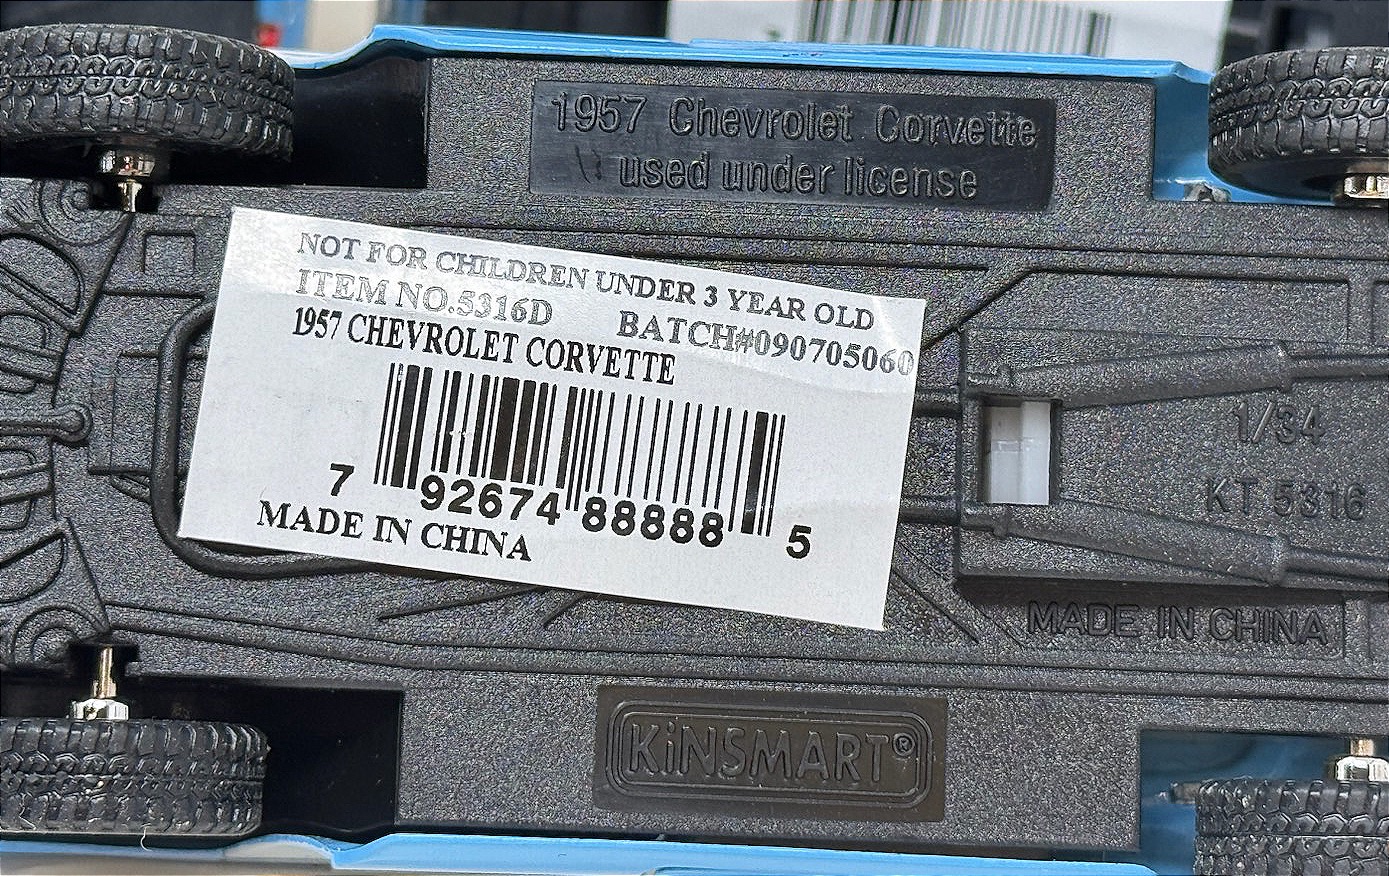 1957 Chevrolet Corvette
used under license
NOT FOR CHILDREN UNDER 3 YEAR OLD
ITEM NO.5316D BATCH#090705060
1957 CHEVROLET CORVETTE
7 92674 88888 5
MADE IN CHINA
1/34
KT 5316
MADE IN CHINA
KiNSMART®